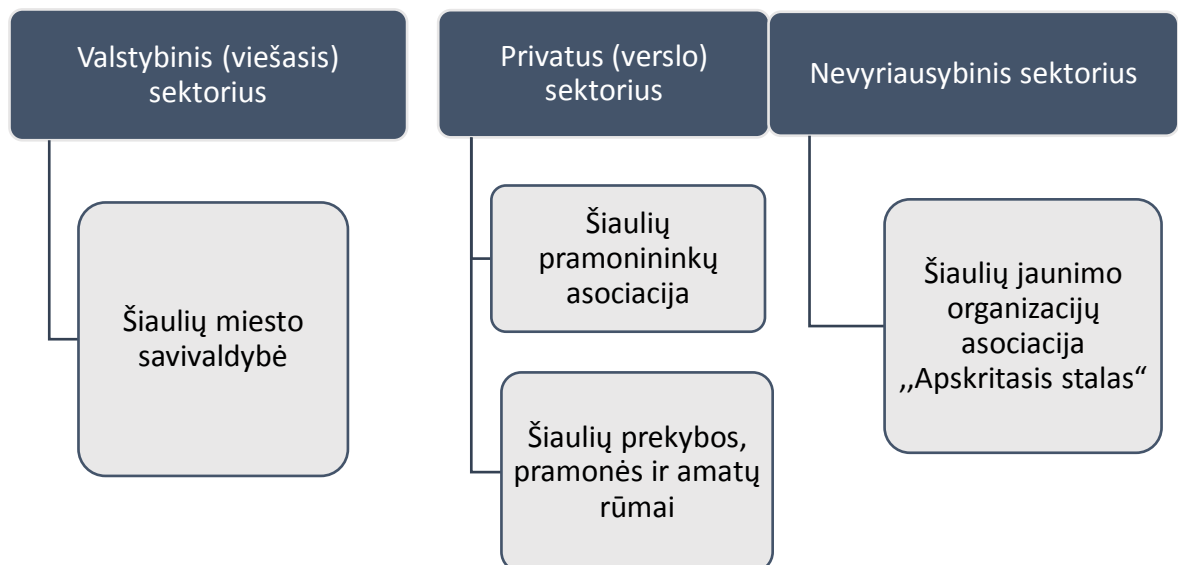 Valstybinis (viešasis)
sektorius
Šiaulių miesto
savivaldybė
Privatus (verslo)
sektorius
Šiaulių
pramonininkų
asociacija
Šiaulių prekybos,
pramonės ir amatų
rūmai
Nevyriausybinis sektorius
Šiaulių jaunimo
organizacijų
asociacija
,,Apskritasis stalas“